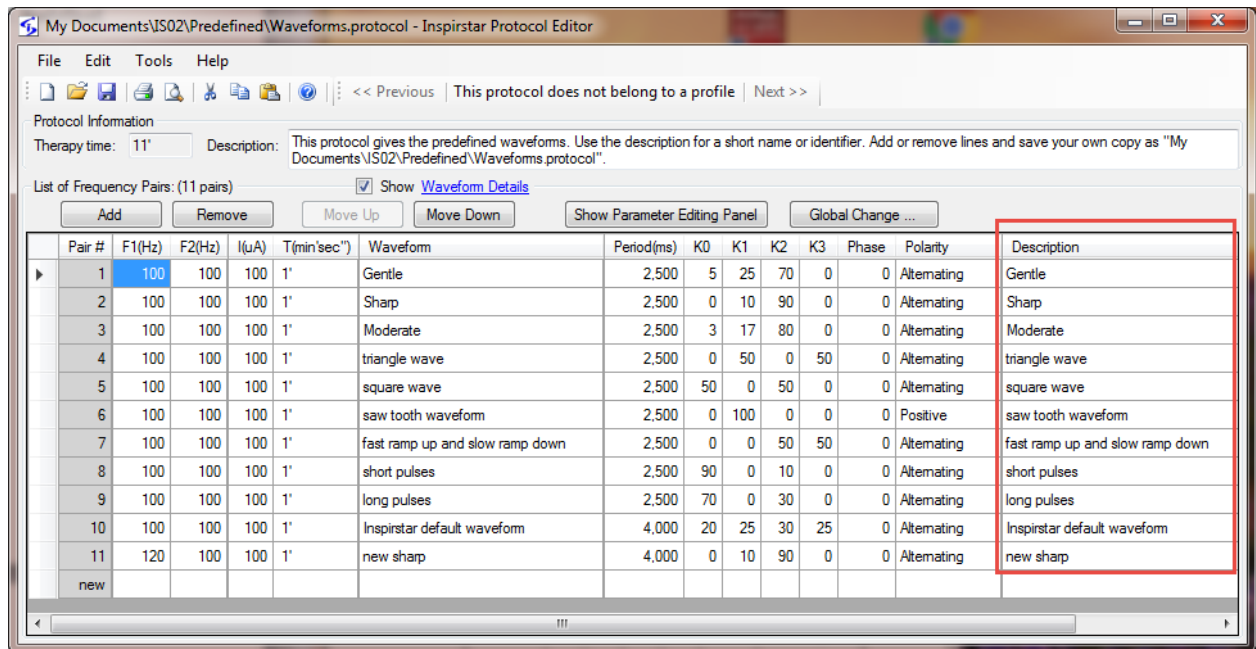 My Documents\IS02\Predefined\Waveforms.protocol - Inspirstar Protocol Editor
File Edit Tools Help
<< Previous This protocol does not belong to a profile Next >>
Protocol Information
Therapy time: 11' Description: This protocol gives the predefined waveforms. Use the description for a short name or identifier. Add or remove lines and save your own copy as "My
Documents\IS02\Predefined\Waveforms.protocol".
List of Frequency Pairs: (11 pairs) Show Waveform Details
Add Remove Move Up Move Down Show Parameter Editing Panel Global Change ...
Pair # F1(Hz) F2(Hz) I(uA) T(min'sec") Waveform Period(ms) K0 K1 K2 K3 Phase Polarity Description
1 100 100 100 1' Gentle 2,500 5 25 70 0 0 Alternating Gentle
2 100 100 100 1' Sharp 2,500 0 10 90 0 0 Alternating Sharp
3 100 100 100 1' Moderate 2,500 3 17 80 0 0 Alternating Moderate
4 100 100 100 1' triangle wave 2,500 0 50 0 50 0 Alternating triangle wave
5 100 100 100 1' square wave 2,500 50 0 50 0 0 Alternating square wave
6 100 100 100 1' saw tooth waveform 2,500 0 100 0 0 0 Positive saw tooth waveform
7 100 100 100 1' fast ramp up and slow ramp down 2,500 0 0 50 50 0 Alternating fast ramp up and slow ramp down
8 100 100 100 1' short pulses 2,500 90 0 10 0 0 Alternating short pulses
9 100 100 100 1' long pulses 2,500 70 0 30 0 0 Alternating long pulses
10 100 100 100 1' Inspirstar default waveform 4,000 20 25 30 25 0 Alternating Inspirstar default waveform
11 120 100 100 1' new sharp 4,000 0 10 90 0 0 Alternating new sharp
new